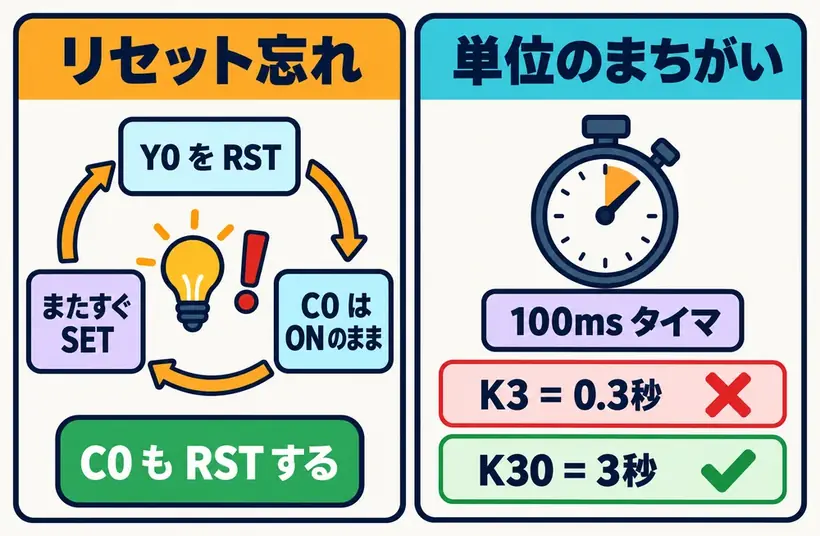 リセット忘れ
Y0 を RST
またすぐ
SET
C0 は
ONのまま
C0 も RST する
単位のまちがい
100ms タイマ
K3 = 0.3秒
K30 = 3秒